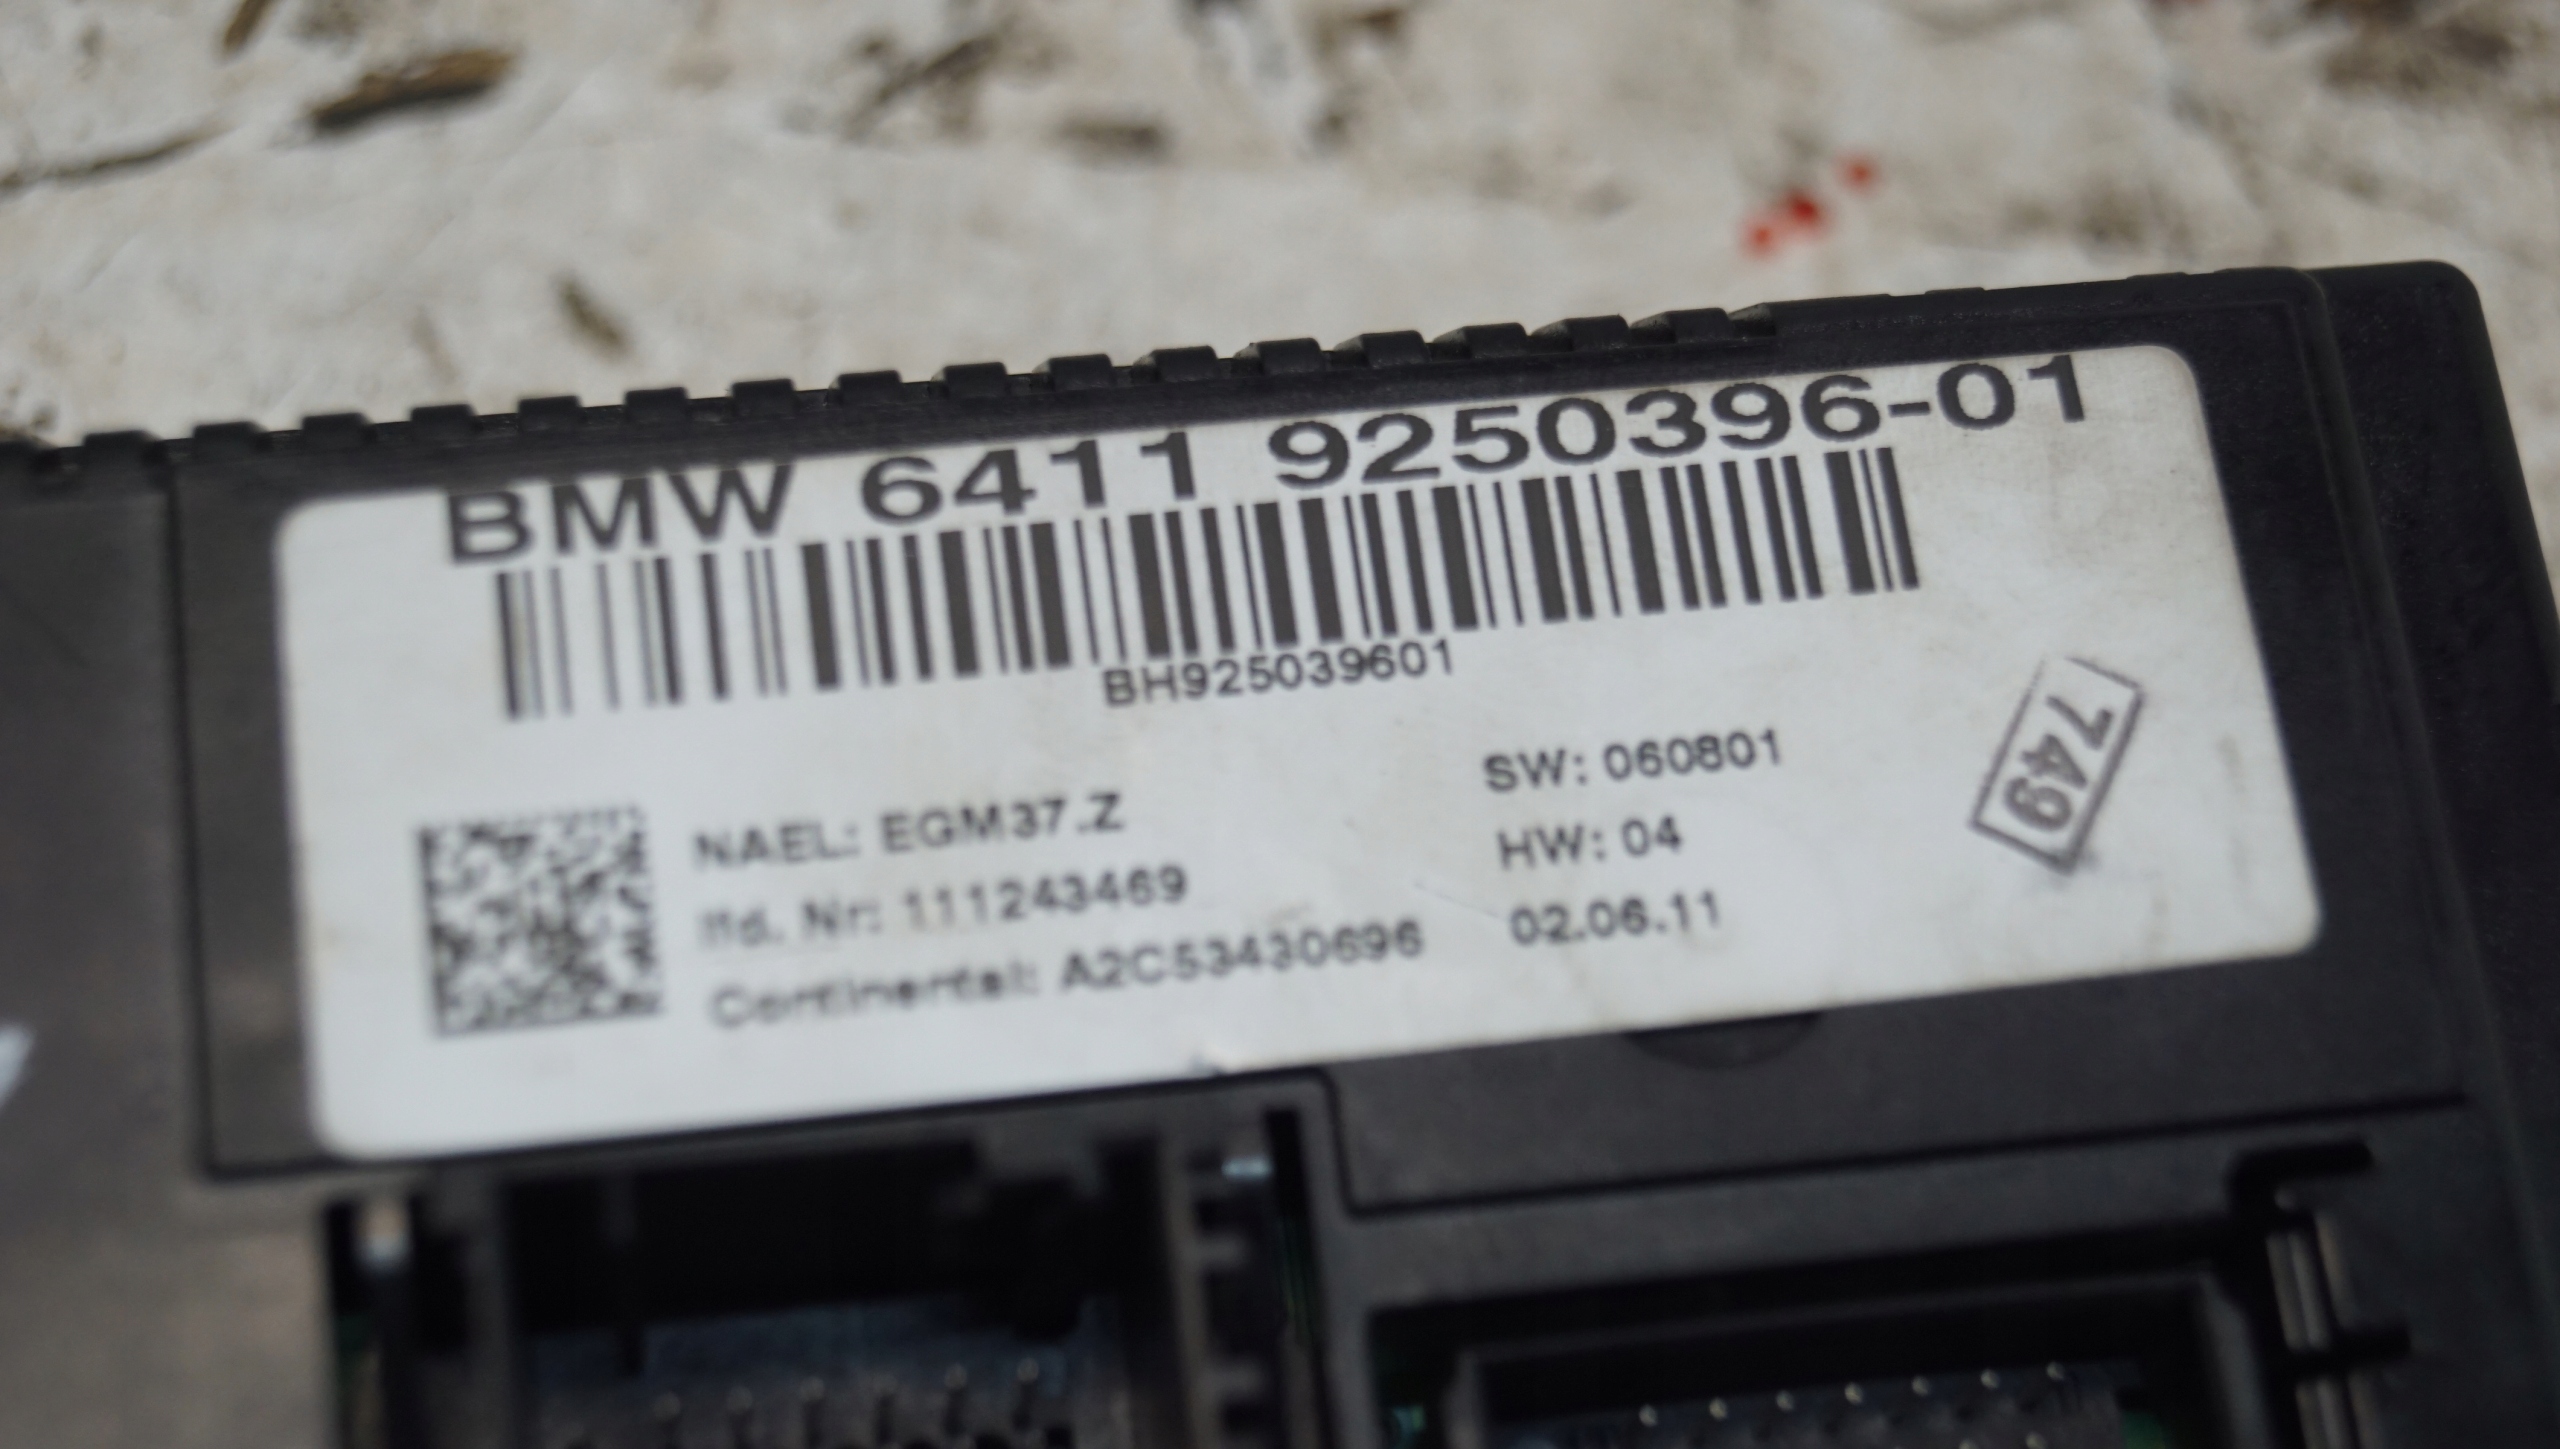 BMW 6411 9250396-01
BH925039601
NAEL: EGM37.Z
lfd. Nr: 111243469
Continental: A2C53430696
SW: 060801
HW: 04
02.06.11
749